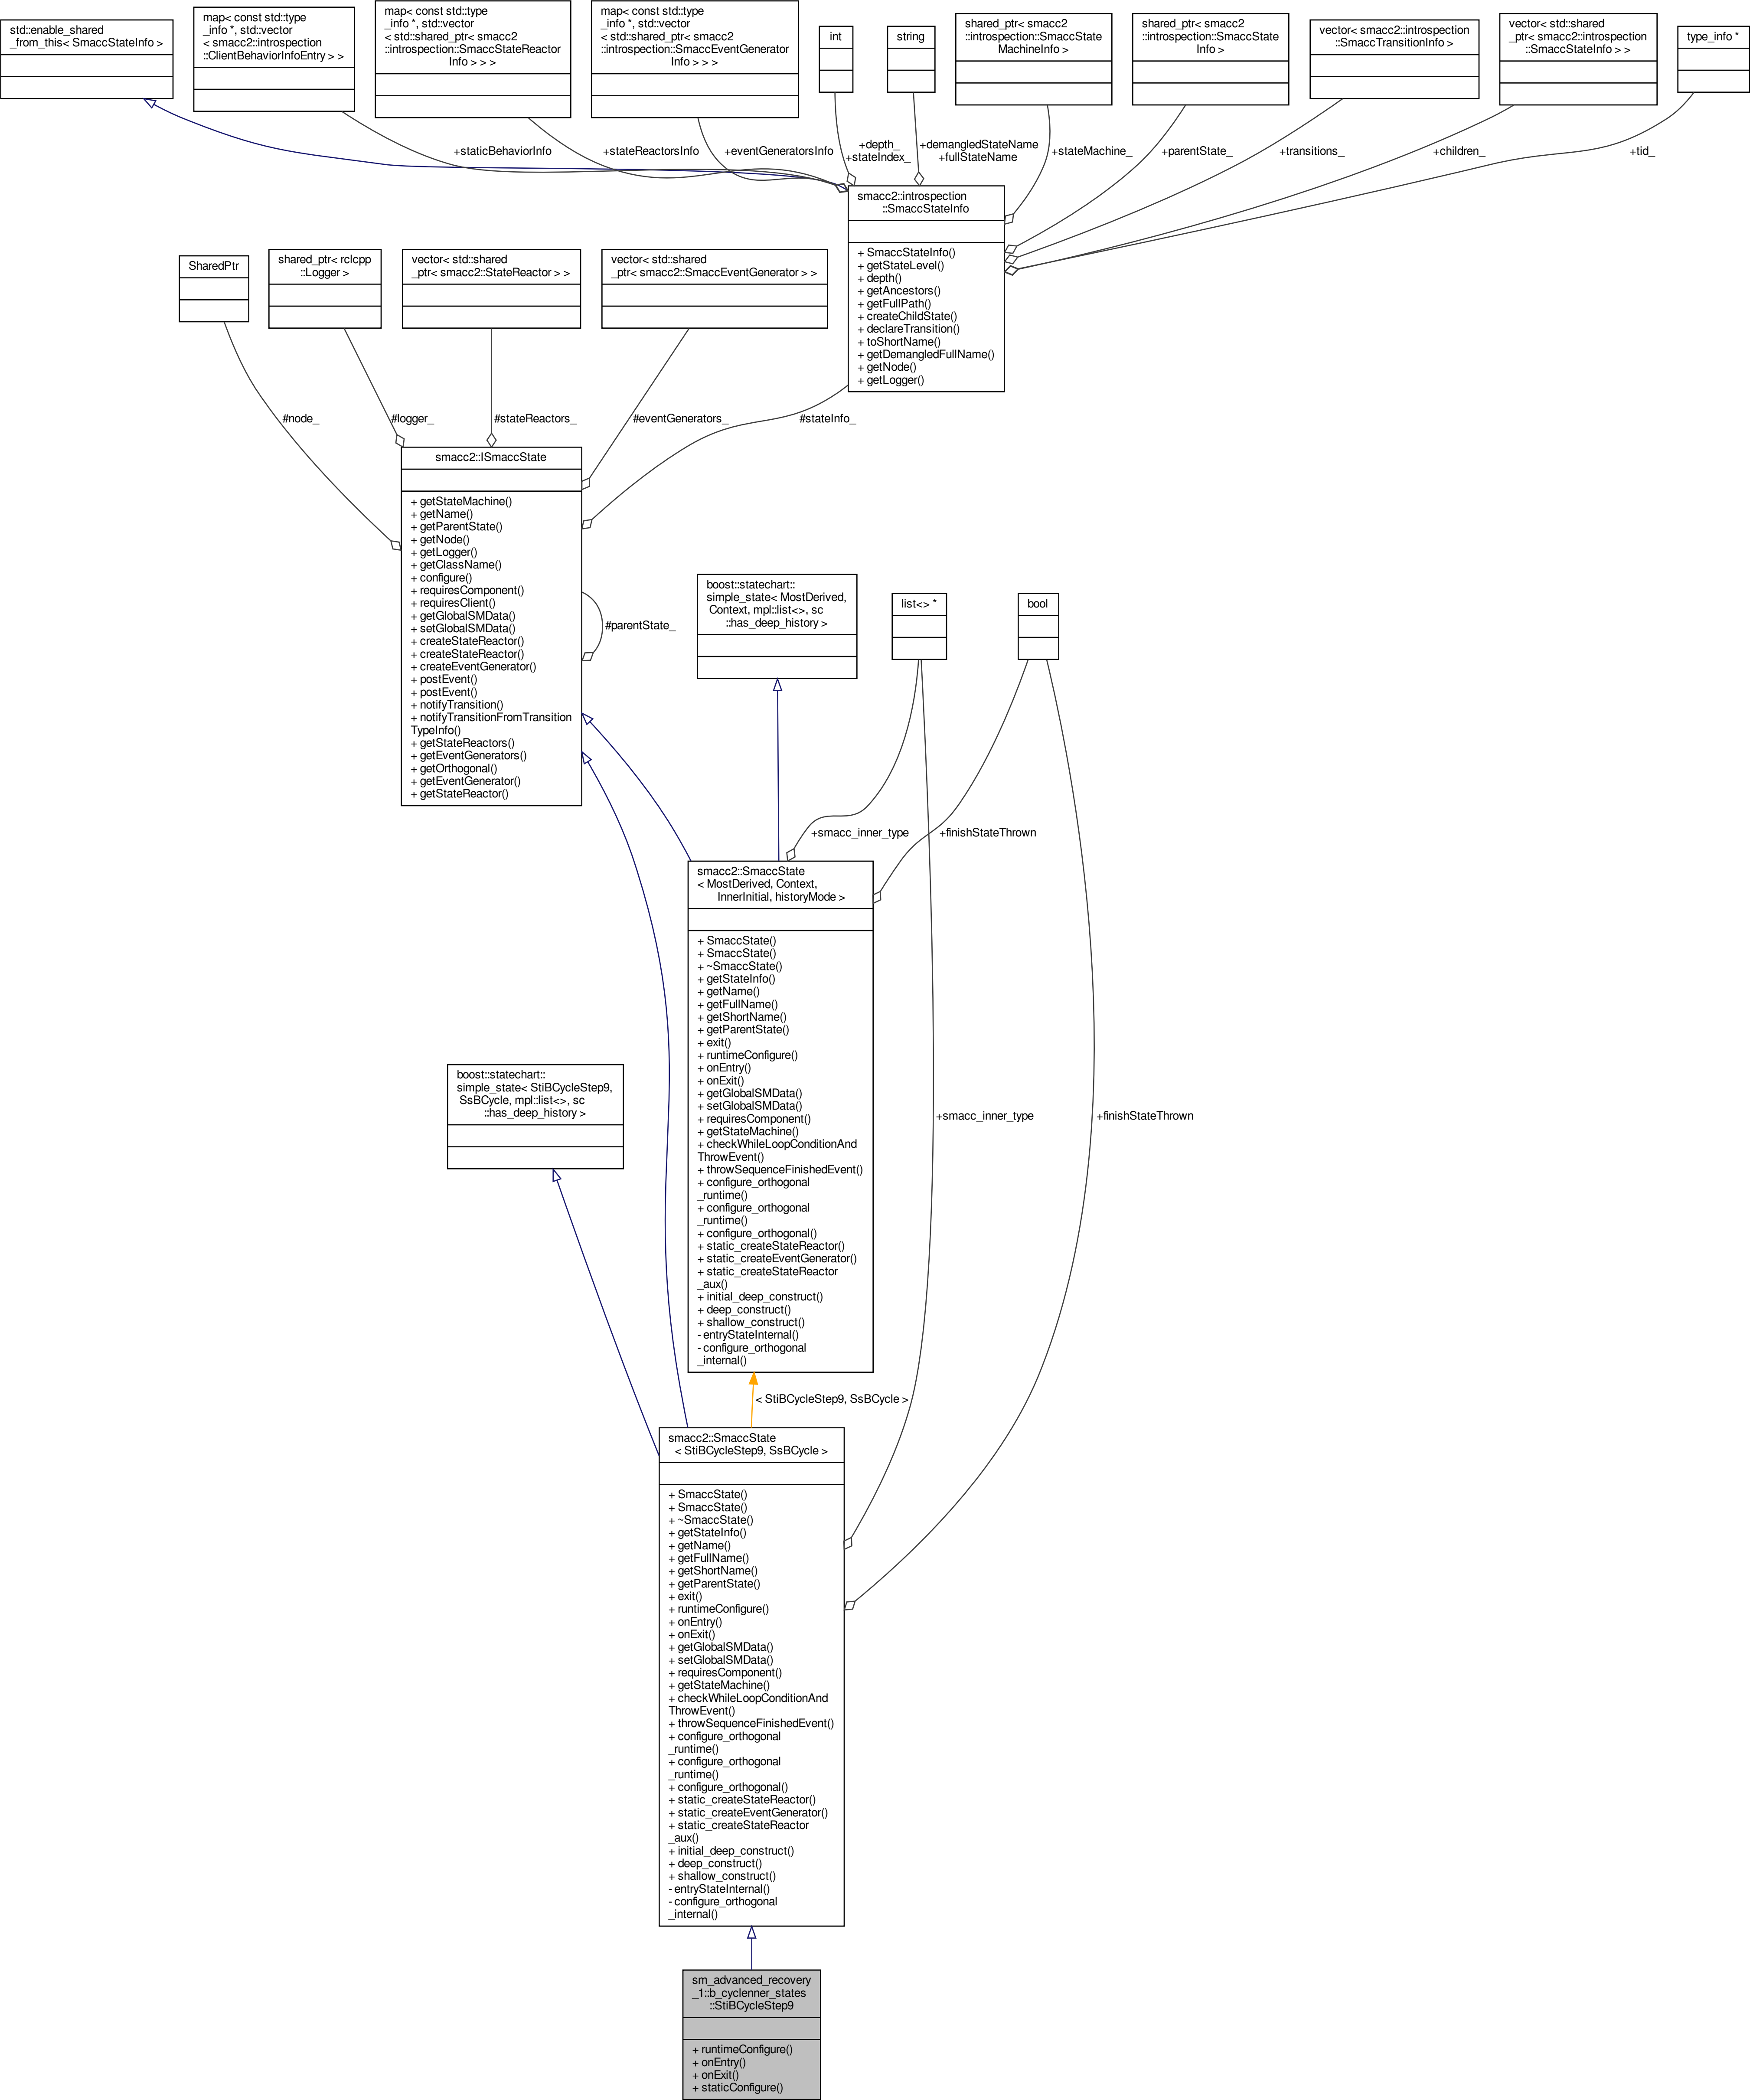 std::enable_shared
_from_this< SmaccStateInfo >
map< const std::type
_info *, std::vector
< smacc2::introspection
::ClientBehaviorInfoEntry > >
map< const std::type
_info *, std::vector
< std::shared_ptr< smacc2
::introspection::SmaccStateReactor
Info > > >
map< const std::type
_info *, std::vector
< std::shared_ptr< smacc2
::introspection::SmaccEventGenerator
Info > > >
int
string
shared_ptr< smacc2
::introspection::SmaccState
MachineInfo >
shared_ptr< smacc2
::introspection::SmaccState
Info >
vector< smacc2::introspection
::SmaccTransitionInfo >
vector< std::shared
_ptr< smacc2::introspection
::SmaccStateInfo > >
type_info *
+staticBehaviorInfo
+stateReactorsInfo
+eventGeneratorsInfo
+depth_
+stateIndex_
+demangledStateName
+fullStateName
+stateMachine_
+parentState_
+transitions_
+children_
+tid_
smacc2::introspection
::SmaccStateInfo
+ SmaccStateInfo()
+ getStateLevel()
+ depth()
+ getAncestors()
+ getFullPath()
+ createChildState()
+ declareTransition()
+ toShortName()
+ getDemangledFullName()
+ getNode()
+ getLogger()
SharedPtr
shared_ptr< rclcpp
::Logger >
vector< std::shared
_ptr< smacc2::StateReactor > >
vector< std::shared
_ptr< smacc2::SmaccEventGenerator > >
#node_
#logger_
#stateReactors_
#eventGenerators_
#stateInfo_
smacc2::ISmaccState
+ getStateMachine()
+ getName()
+ getParentState()
+ getNode()
+ getLogger()
+ getClassName()
+ configure()
+ requiresComponent()
+ requiresClient()
+ getGlobalSMData()
+ setGlobalSMData()
+ createStateReactor()
+ createStateReactor()
+ createEventGenerator()
+ postEvent()
+ postEvent()
+ notifyTransition()
+ notifyTransitionFromTransition
TypeInfo()
+ getStateReactors()
+ getEventGenerators()
+ getOrthogonal()
+ getEventGenerator()
+ getStateReactor()
#parentState_
boost::statechart::
simple_state< MostDerived,
Context, mpl::list<>, sc
::has_deep_history >
list<> *
bool
+smacc_inner_type
+finishStateThrown
smacc2::SmaccState
< MostDerived, Context,
InnerInitial, historyMode >
+ SmaccState()
+ SmaccState()
+ ~SmaccState()
+ getStateInfo()
+ getName()
+ getFullName()
+ getShortName()
+ getParentState()
+ exit()
+ runtimeConfigure()
+ onEntry()
+ onExit()
+ getGlobalSMData()
+ setGlobalSMData()
+ requiresComponent()
+ getStateMachine()
+ checkWhileLoopConditionAnd
ThrowEvent()
+ throwSequenceFinishedEvent()
+ configure_orthogonal
_runtime()
+ configure_orthogonal
_runtime()
+ configure_orthogonal()
+ static_createStateReactor()
+ static_createEventGenerator()
+ static_createStateReactor
_aux()
+ initial_deep_construct()
+ deep_construct()
+ shallow_construct()
- entryStateInternal()
- configure_orthogonal
_internal()
boost::statechart::
simple_state< StiBCycleStep9,
SsBCycle, mpl::list<>, sc
::has_deep_history >
+smacc_inner_type
+finishStateThrown
< StiBCycleStep9, SsBCycle >
smacc2::SmaccState
< StiBCycleStep9, SsBCycle >
+ SmaccState()
+ SmaccState()
+ ~SmaccState()
+ getStateInfo()
+ getName()
+ getFullName()
+ getShortName()
+ getParentState()
+ exit()
+ runtimeConfigure()
+ onEntry()
+ onExit()
+ getGlobalSMData()
+ setGlobalSMData()
+ requiresComponent()
+ getStateMachine()
+ checkWhileLoopConditionAnd
ThrowEvent()
+ throwSequenceFinishedEvent()
+ configure_orthogonal
_runtime()
+ configure_orthogonal
_runtime()
+ configure_orthogonal()
+ static_createStateReactor()
+ static_createEventGenerator()
+ static_createStateReactor
_aux()
+ initial_deep_construct()
+ deep_construct()
+ shallow_construct()
- entryStateInternal()
- configure_orthogonal
_internal()
sm_advanced_recovery
_1::b_cyclenner_states
::StiBCycleStep9
+ runtimeConfigure()
+ onEntry()
+ onExit()
+ staticConfigure()